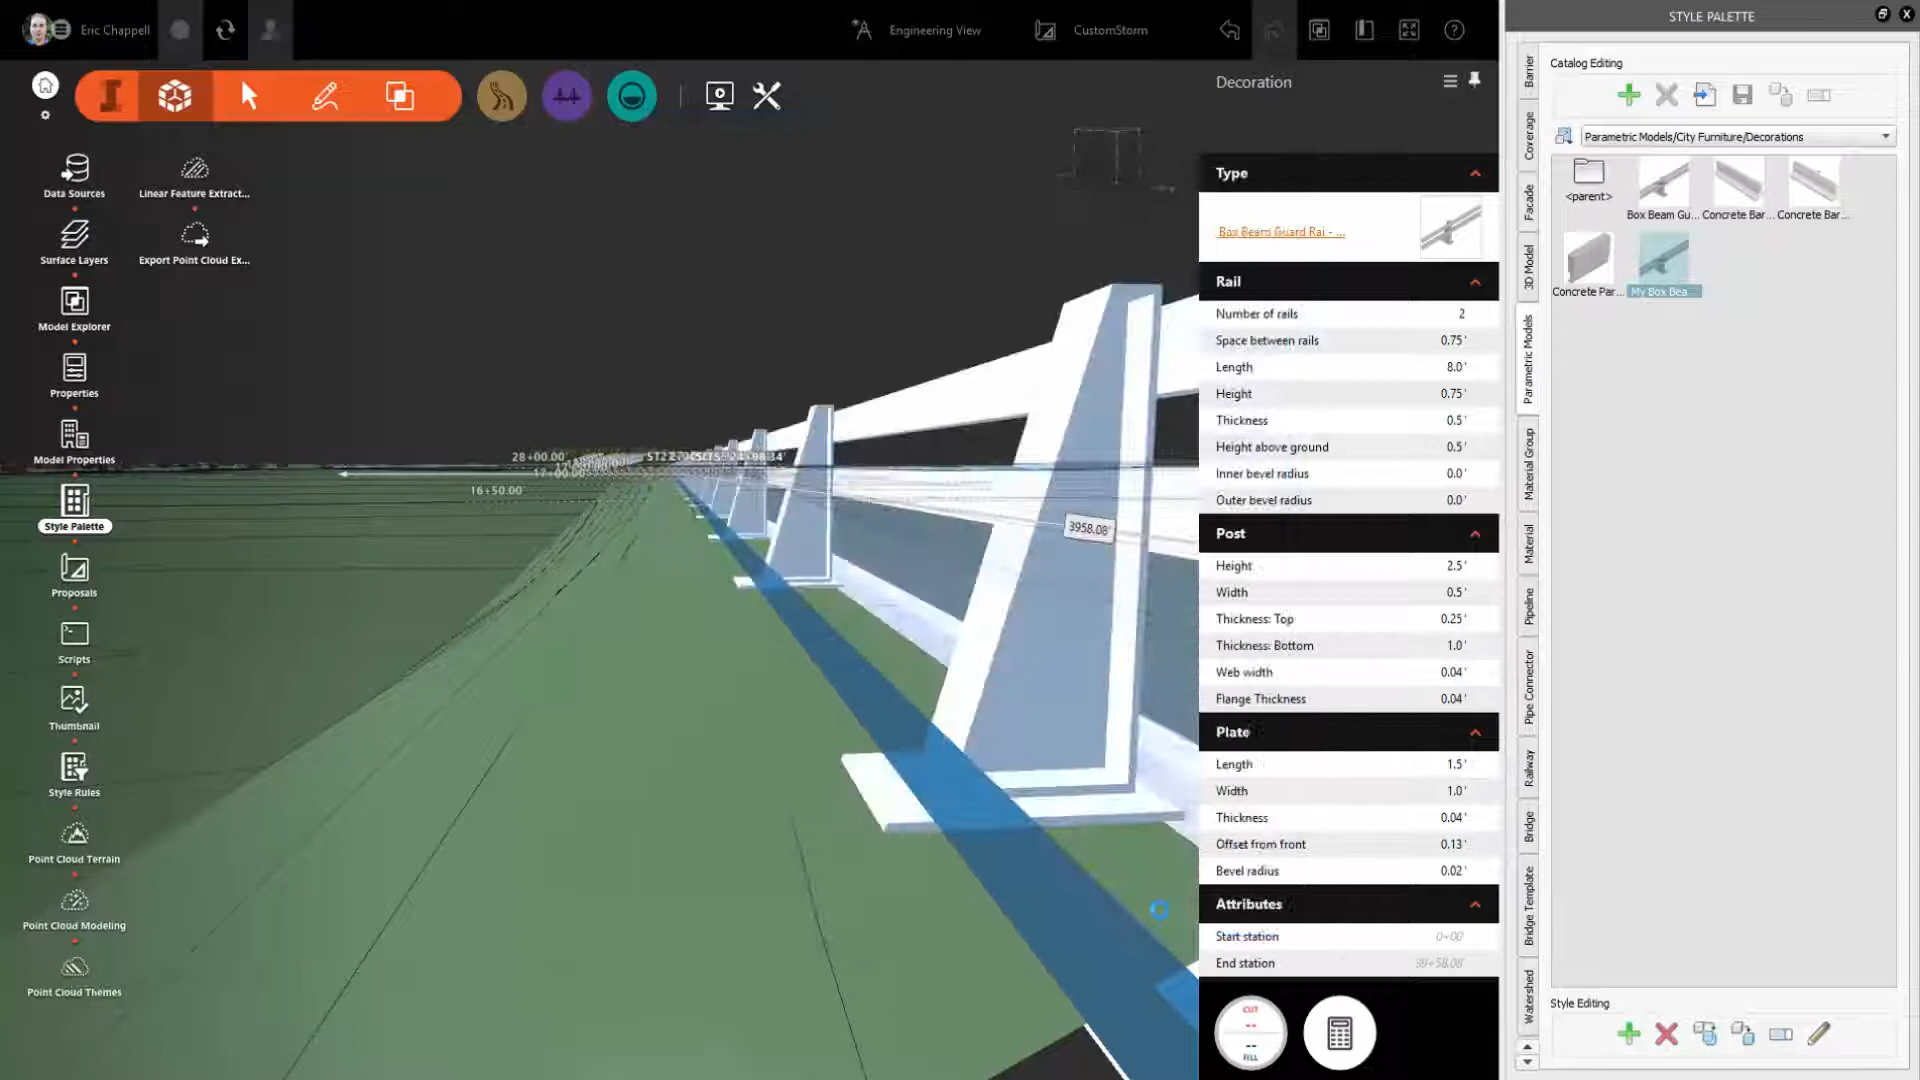 Eric Chappell
Engineering View
CustomStorm
STYLE PALETTE
Decoration
Data Sources
Linear Feature Extract...
Surface Layers
Export Point Cloud Ex...
Model Explorer
Properties
Model Properties
Style Palette
Proposals
Scripts
Thumbnail
Style Rules
Point Cloud Terrain
Point Cloud Modeling
Point Cloud Themes
28+00.00'
17+00.00
16+50.00'
3958.08'
Type
Box Beam Guard Rai - ...
Rail
Number of rails 2
Space between rails 0.75'
Length 8.0'
Height 0.75'
Thickness 0.5'
Height above ground 0.5'
Inner bevel radius 0.0'
Outer bevel radius 0.0'
Post
Height 2.5'
Width 0.5'
Thickness: Top 0.25'
Thickness: Bottom 1.0'
Web width 0.04'
Flange Thickness 0.04'
Plate
Length 1.5'
Width 1.0'
Thickness 0.04'
Offset from front 0.13'
Bevel radius 0.02'
Attributes
Start station 0+00'
End station 39+58.08'
CUT
--
--
FILL
Barrier
Coverage
Facade
3D Model
Parametric Models
Material Group
Material
Pipeline
Pipe Connector
Railway
Bridge
Bridge Template
Watershed
Catalog Editing
Parametric Models/City Furniture/Decorations
<parent>
Box Beam Gu...
Concrete Bar...
Concrete Bar...
Concrete Par...
My Box Bea...
Style Editing